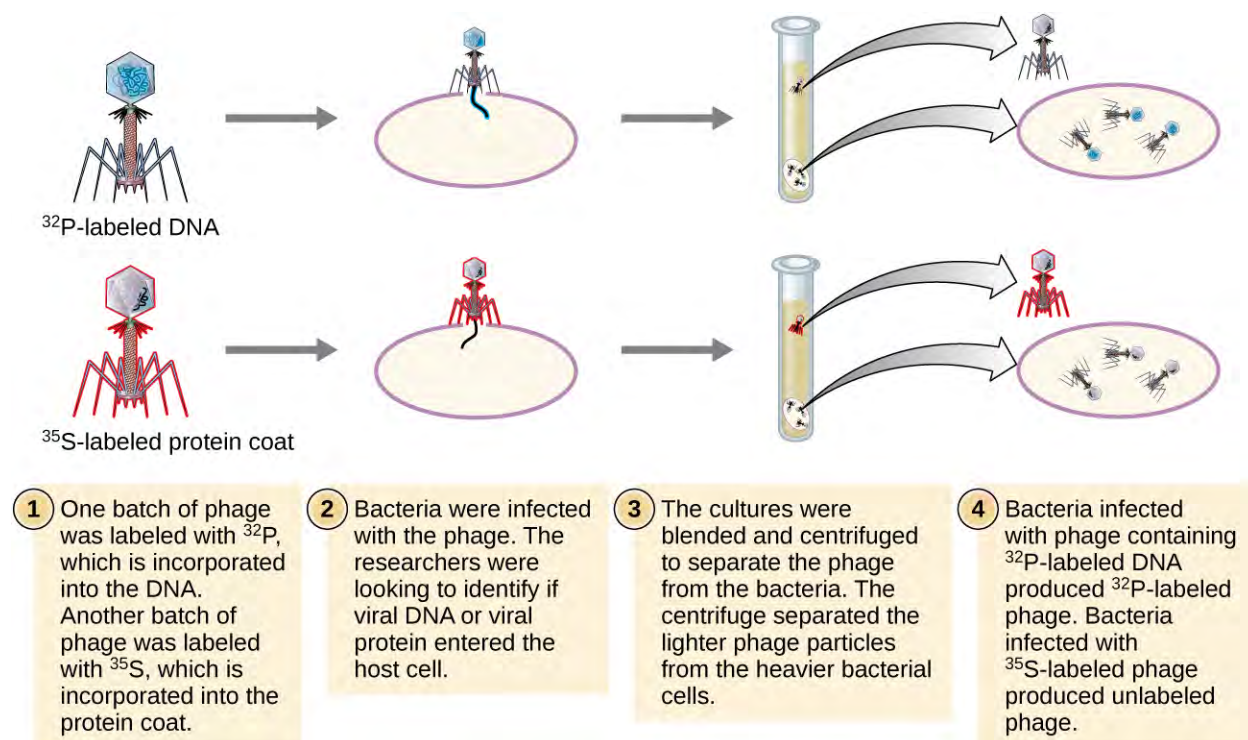 ³²P-labeled DNA
³⁵S-labeled protein coat
1 One batch of phage
was labeled with ³²P,
which is incorporated
into the DNA.
Another batch of
phage was labeled
with ³⁵S, which is
incorporated into the
protein coat.
2 Bacteria were infected
with the phage. The
researchers were
looking to identify if
viral DNA or viral
protein entered the
host cell.
3 The cultures were
blended and centrifuged
to separate the phage
from the bacteria. The
centrifuge separated the
lighter phage particles
from the heavier bacterial
cells.
4 Bacteria infected
with phage containing
³²P-labeled DNA
produced ³²P-labeled
phage. Bacteria
infected with
³⁵S-labeled phage
produced unlabeled
phage.